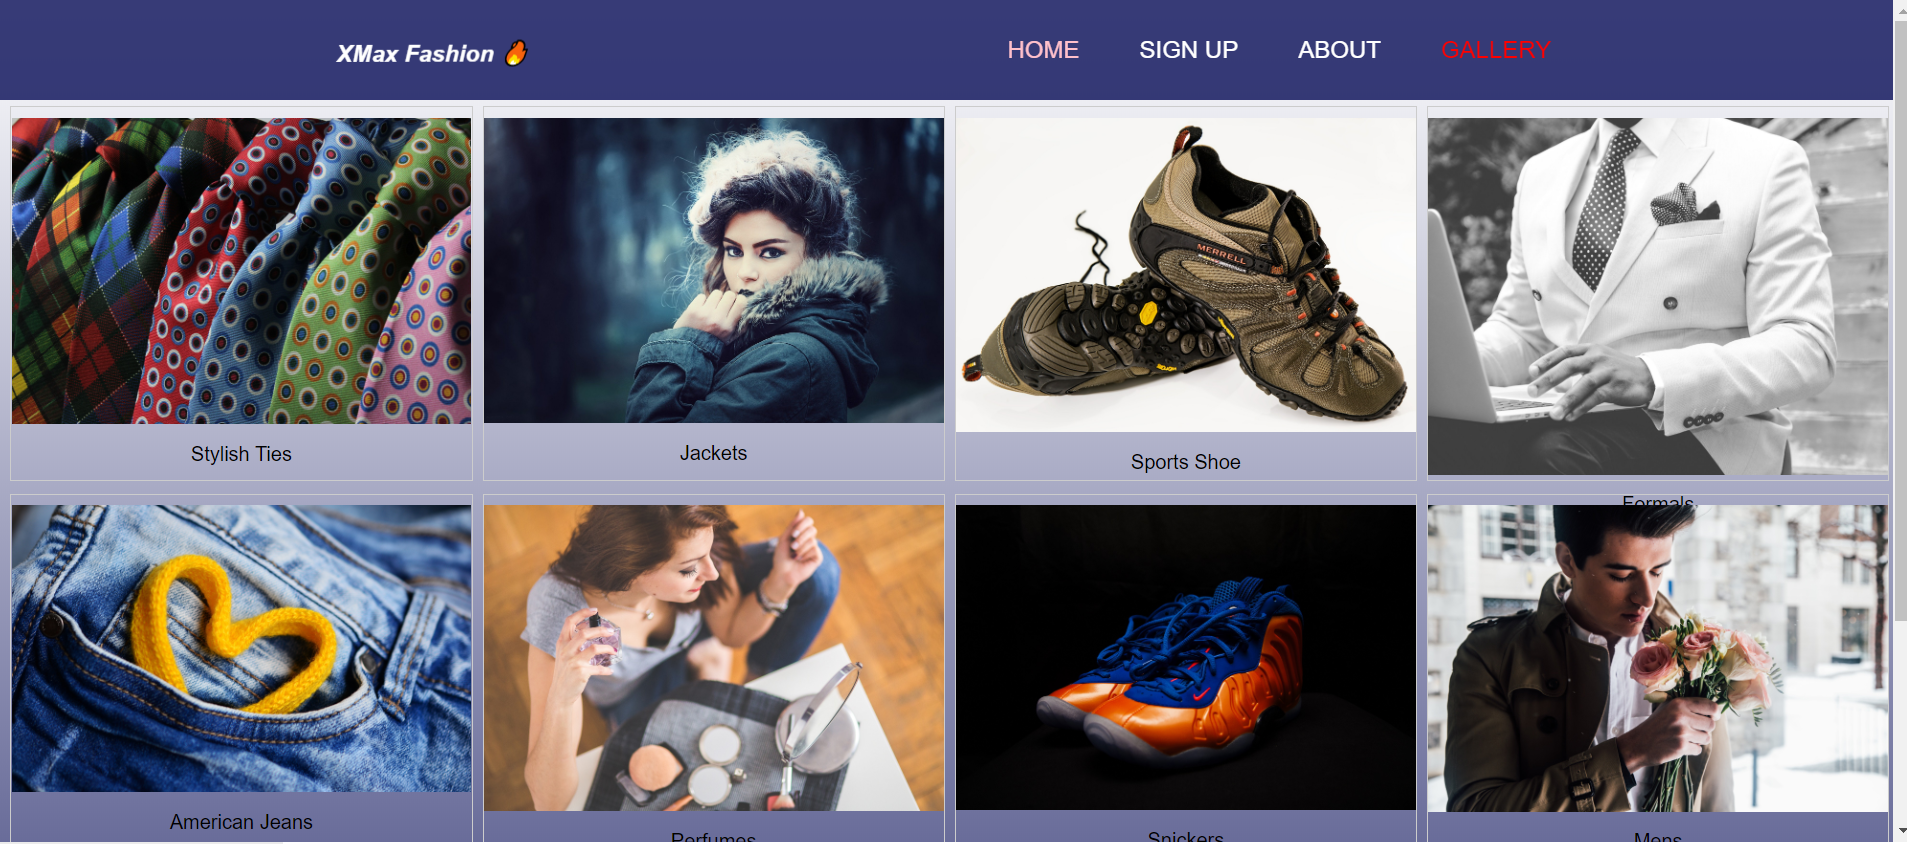 XMax Fashion 🔥
HOME SIGN UP ABOUT GALLERY
MERRELL
Stylish Ties
Jackets
Sports Shoe
Formals
American Jeans
Perfumes
Snickers
Mens